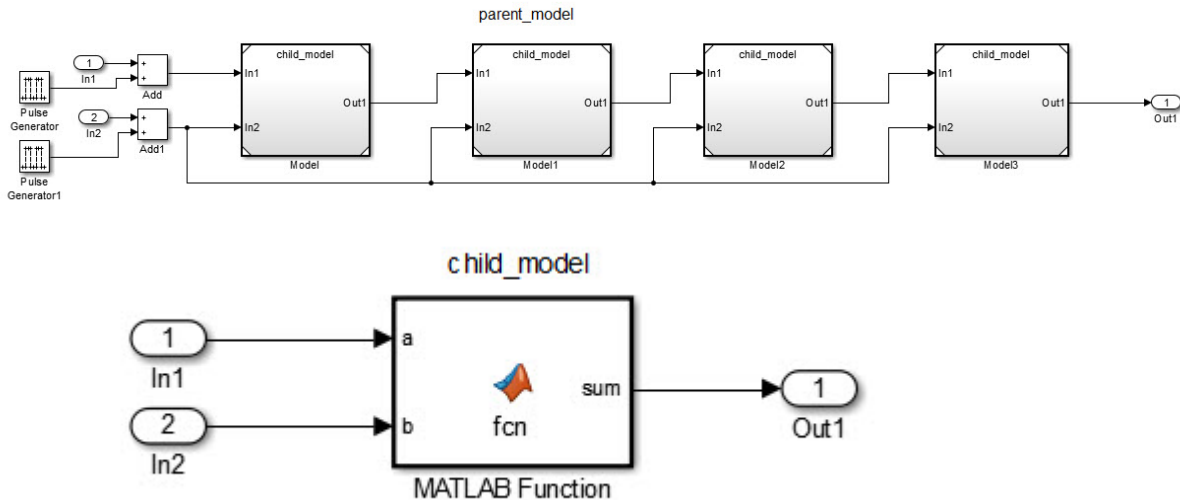 parent_model
child_model
child_model
child_model
child_model
1
In1
+
+
Add
In1
In1
In1
In1
Pulse
Generator
Out1
Out1
Out1
Out1
1
Out1
2
In2
+
+
Add1
In2
In2
In2
In2
Pulse
Generator1
Model
Model1
Model2
Model3
child_model
1
In1
a
fcn
sum
1
Out1
2
In2
b
MATLAB Function